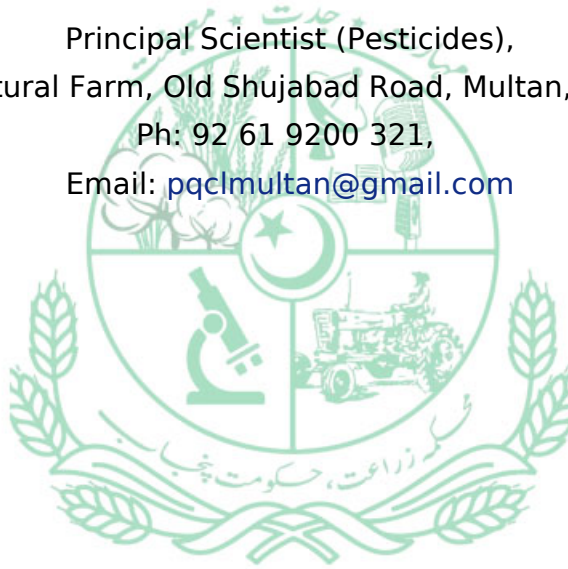 Principal Scientist (Pesticides),
tural Farm, Old Shujabad Road, Multan,
Ph: 92 61 9200 321,
Email: pqclmultan@gmail.com
محکمہ زراعت، حکومت پنجاب